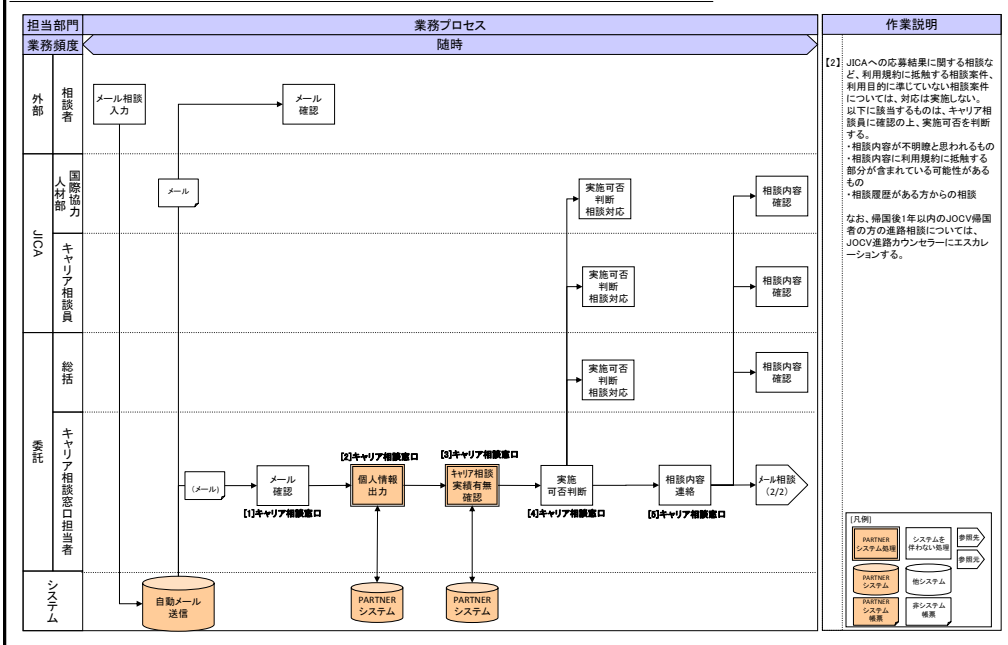 担当部門
業務プロセス
作業説明
業務頻度
随時
外部
相談者
メール相談
入力
メール
確認
JICA
国際協力
人材部
メール
実施可否
判断
相談対応
相談内容
確認
キャリア相談員
実施可否
判断
相談対応
相談内容
確認
委託
総括
実施可否
判断
相談対応
相談内容
確認
キャリア相談窓口担当者
(メール)
メール
確認
[1]キャリア相談窓口
[2]キャリア相談窓口
個人情報
出力
[3]キャリア相談窓口
キャリア相談
実績有無
確認
実施
可否判断
[4]キャリア相談窓口
相談内容
連絡
[5]キャリア相談窓口
メール相談
(2/2)
システム
自動メール
送信
PARTNER
システム
PARTNER
システム
【2】 JICAへの応募結果に関する相談な
ど、利用規約に抵触する相談案件、
利用目的に準じていない相談案件
については、対応は実施しない。
以下に該当するものは、キャリア相
談員に確認の上、実施可否を判断
する。
・相談内容が不明瞭と思われるもの
・相談内容に利用規約に抵触する
部分が含まれている可能性がある
もの
・相談履歴がある方からの相談
なお、帰国後1年以内のJOCV帰国
者の方の進路相談については、
JOCV進路カウンセラーにエスカレ
ーションする。
[凡例]
PARTNER
システム処理
システムを
伴わない処理
参照先
参照元
PARTNER
システム
他システム
PARTNER
システム
帳票
非システム
帳票